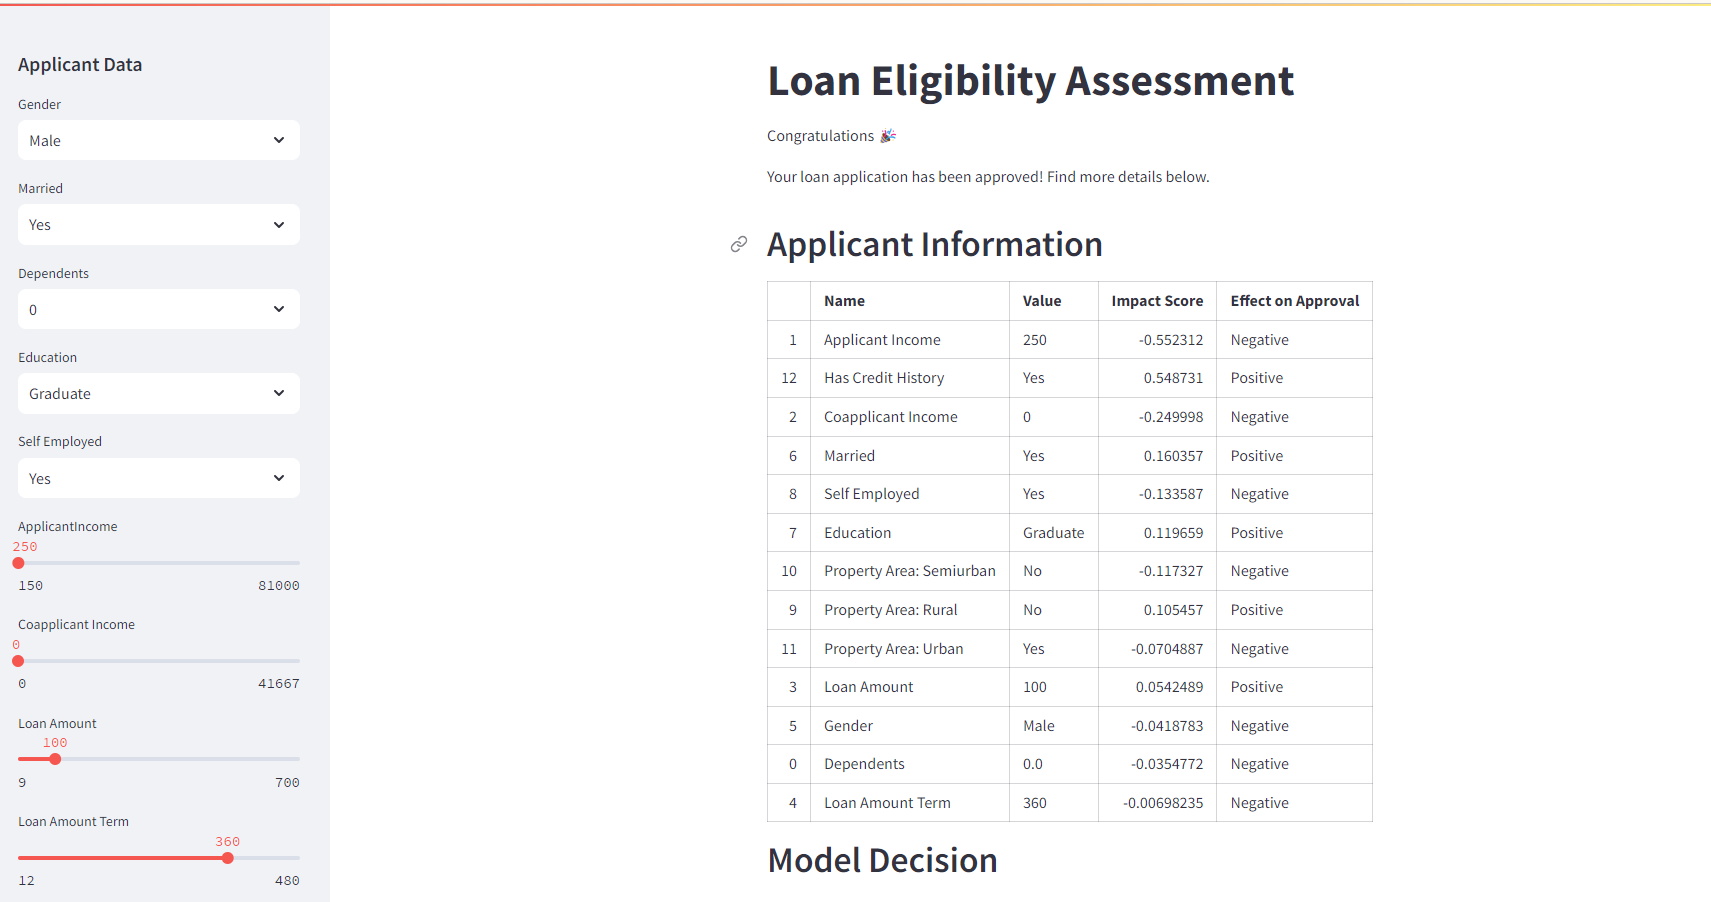 Applicant Data
Gender
Male
Married
Yes
Dependents
0
Education
Graduate
Self Employed
Yes
ApplicantIncome
250
150 81000
Coapplicant Income
0
0 41667
Loan Amount
100
9 700
Loan Amount Term
360
12 480
Loan Eligibility Assessment
Congratulations 🎉
Your loan application has been approved! Find more details below.
Applicant Information
Name Value Impact Score Effect on Approval
1 Applicant Income 250 -0.552312 Negative
12 Has Credit History Yes 0.548731 Positive
2 Coapplicant Income 0 -0.249998 Negative
6 Married Yes 0.160357 Positive
8 Self Employed Yes -0.133587 Negative
7 Education Graduate 0.119659 Positive
10 Property Area: Semiurban No -0.117327 Negative
9 Property Area: Rural No 0.105457 Positive
11 Property Area: Urban Yes -0.0704887 Negative
3 Loan Amount 100 0.0542489 Positive
5 Gender Male -0.0418783 Negative
0 Dependents 0.0 -0.0354772 Negative
4 Loan Amount Term 360 -0.00698235 Negative
Model Decision